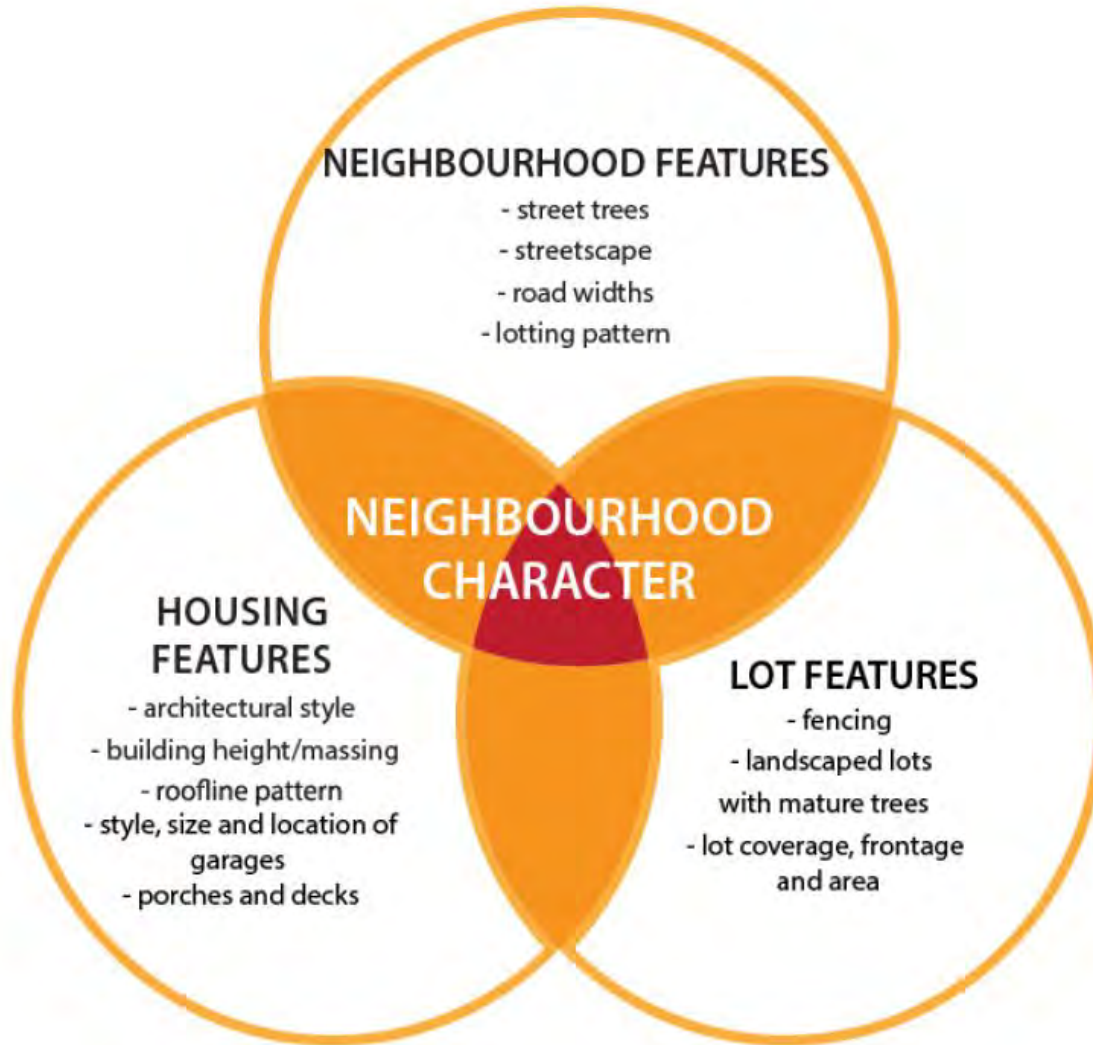 NEIGHBOURHOOD FEATURES
- street trees
- streetscape
- road widths
- lotting pattern
NEIGHBOURHOOD
CHARACTER
HOUSING
FEATURES
- architectural style
- building height/massing
- roofline pattern
- style, size and location of
garages
- porches and decks
LOT FEATURES
- fencing
- landscaped lots
with mature trees
- lot coverage, frontage
and area